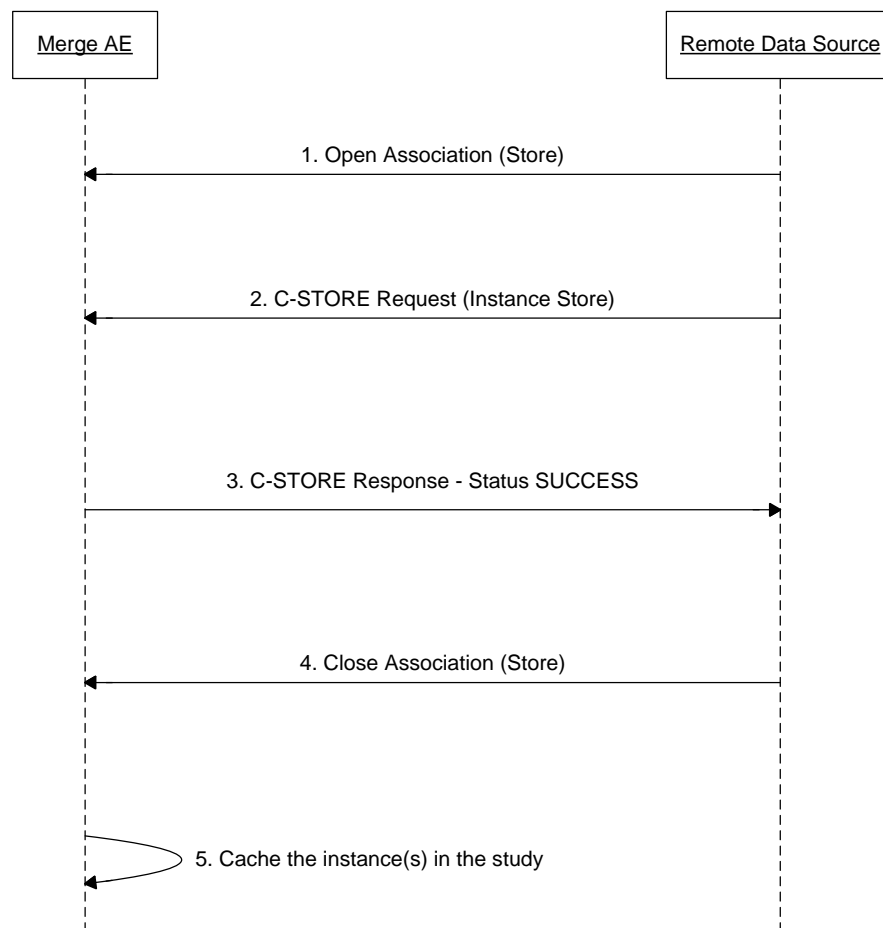 Merge AE
Remote Data Source
1. Open Association (Store)
2. C-STORE Request (Instance Store)
3. C-STORE Response - Status SUCCESS
4. Close Association (Store)
5. Cache the instance(s) in the study